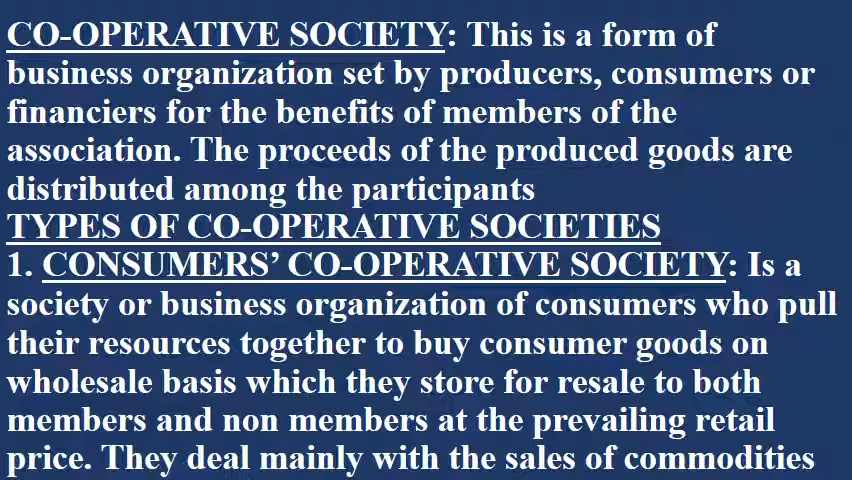 CO-OPERATIVE SOCIETY: This is a form of
business organization set by producers, consumers or
financiers for the benefits of members of the
association. The proceeds of the produced goods are
distributed among the participants
TYPES OF CO-OPERATIVE SOCIETIES
1. CONSUMERS’ CO-OPERATIVE SOCIETY: Is a
society or business organization of consumers who pull
their resources together to buy consumer goods on
wholesale basis which they store for resale to both
members and non members at the prevailing retail
price. They deal mainly with the sales of commodities